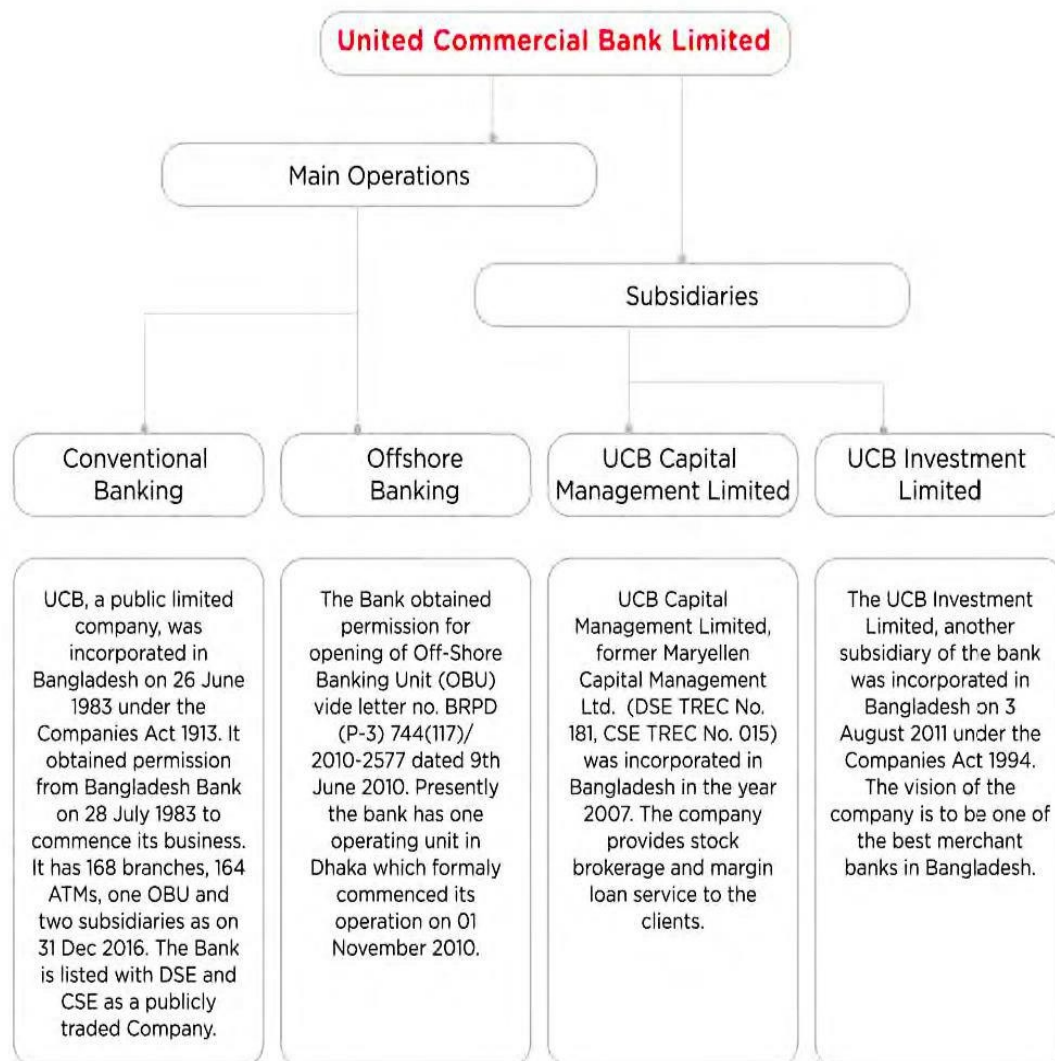 United Commercial Bank Limited
Main Operations
Subsidiaries
Conventional
Banking
Offshore
Banking
UCB Capital
Management Limited
UCB Investment
Limited
UCB, a public limited
company, was
incorporated in
Bangladesh on 26 June
1983 under the
Companies Act 1913. It
obtained permission
from Bangladesh Bank
on 28 July 1983 to
commence its business.
It has 168 branches, 164
ATMs, one OBU and
two subsidiaries as on
31 Dec 2016. The Bank
is listed with DSE and
CSE as a publicly
traded Company.
The Bank obtained
permission for
opening of Off-Shore
Banking Unit (OBU)
vide letter no. BRPD
(P-3) 744(117)/
2010-2577 dated 9th
June 2010. Presently
the bank has one
operating unit in
Dhaka which formaly
commenced its
operation on 01
November 2010.
UCB Capital
Management Limited,
former Maryellen
Capital Management
Ltd. (DSE TREC No.
181, CSE TREC No. 015)
was incorporated in
Bangladesh in the year
2007. The company
provides stock
brokerage and margin
loan service to the
clients.
The UCB Investment
Limited, another
subsidiary of the bank
was incorporated in
Bangladesh on 3
August 2011 under the
Companies Act 1994.
The vision of the
company is to be one of
the best merchant
banks in Bangladesh.